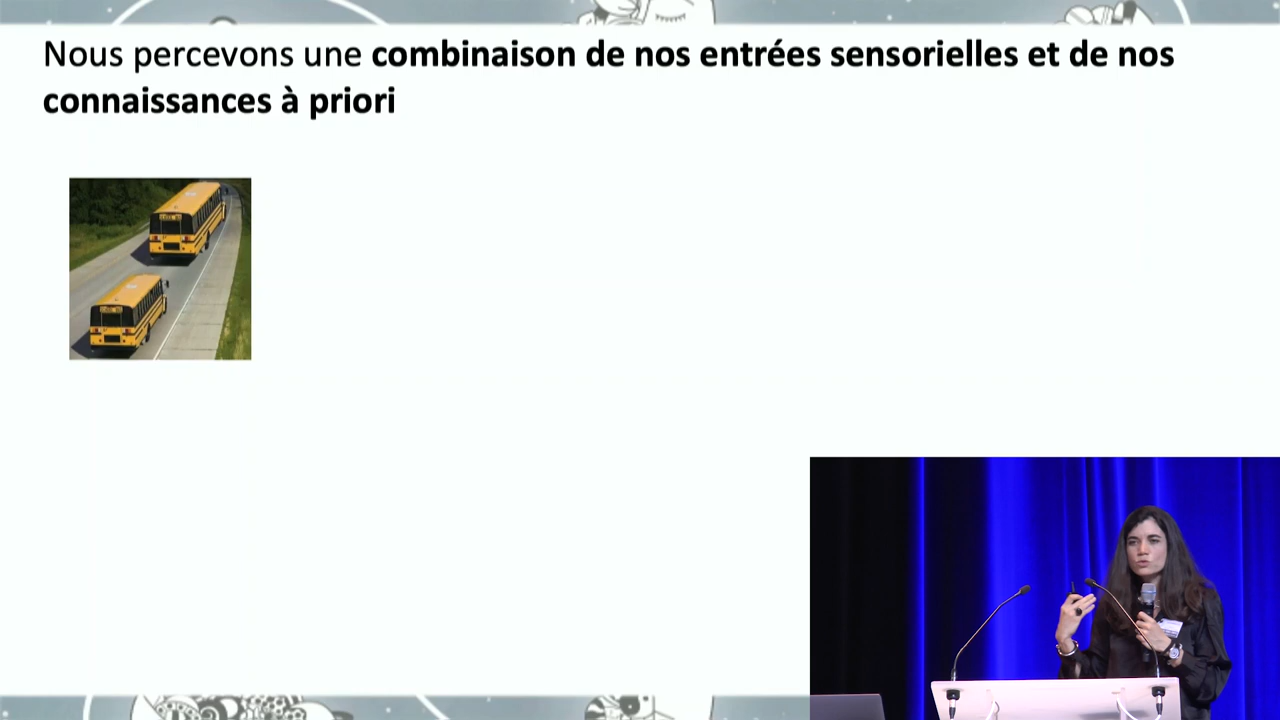 Nous percevons une combinaison de nos entrées sensorielles et de nos
connaissances à priori